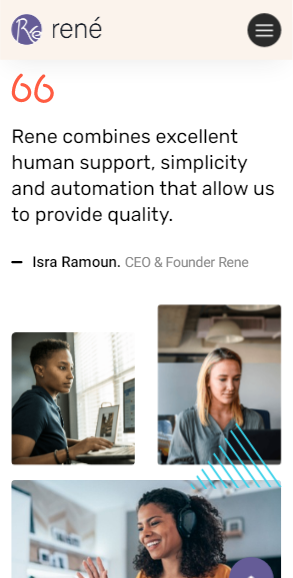 Re rené
Rene combines excellent
human support, simplicity
and automation that allow us
to provide quality.
— Isra Ramoun. CEO & Founder Rene